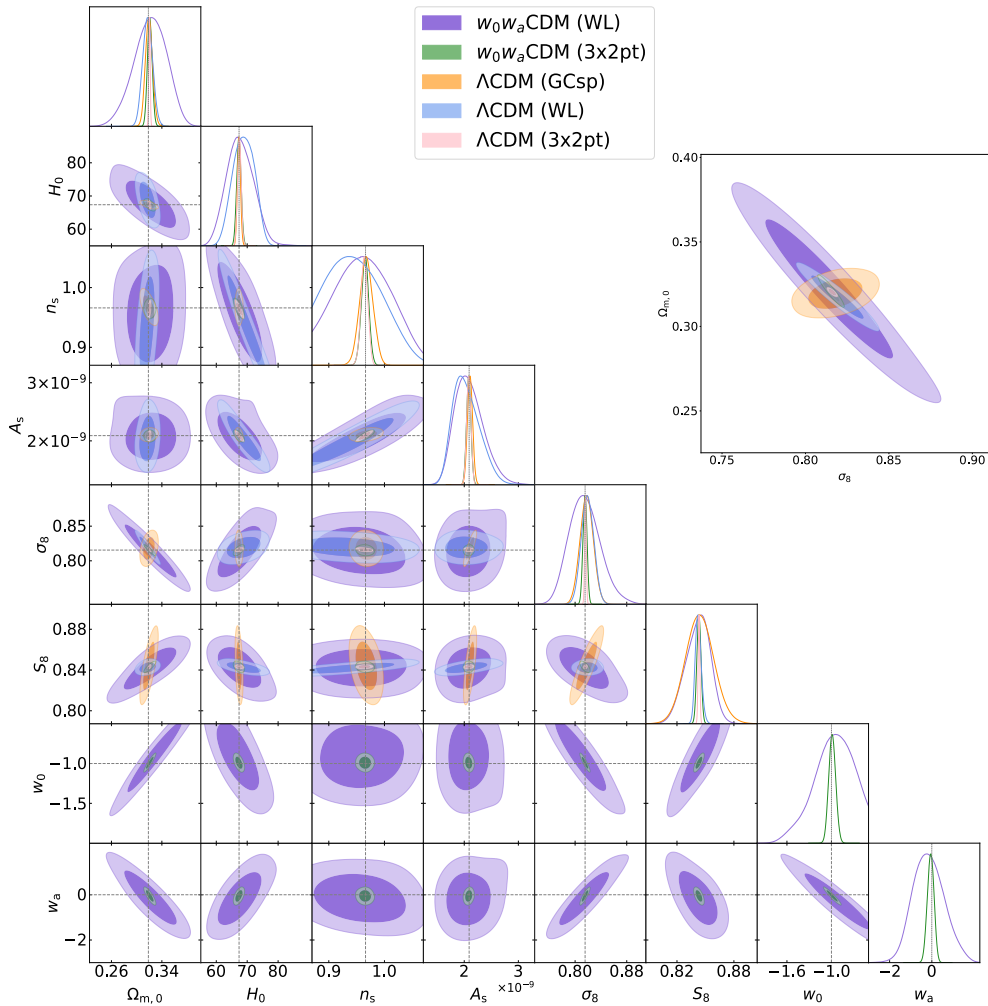 w₀wₐCDM (WL)
w₀wₐCDM (3x2pt)
ΛCDM (GCsp)
ΛCDM (WL)
ΛCDM (3x2pt)
80
70
60
H₀
1.0
0.9
nₛ
3×10⁻⁹
2×10⁻⁹
Aₛ
0.85
0.80
σ₈
0.88
0.84
0.80
S₈
−1.0
−1.5
w₀
0
−2
wₐ
0.26 0.34
Ωₘ,₀
60 80
H₀
0.9 1.0
nₛ
2 3
Aₛ ×10⁻⁹
0.80 0.88
σ₈
0.82 0.88
S₈
−1.6 −1.0
w₀
−2 0
wₐ
0.40
0.35
0.30
0.25
Ωₘ,₀
0.75 0.80 0.85 0.90
σ₈